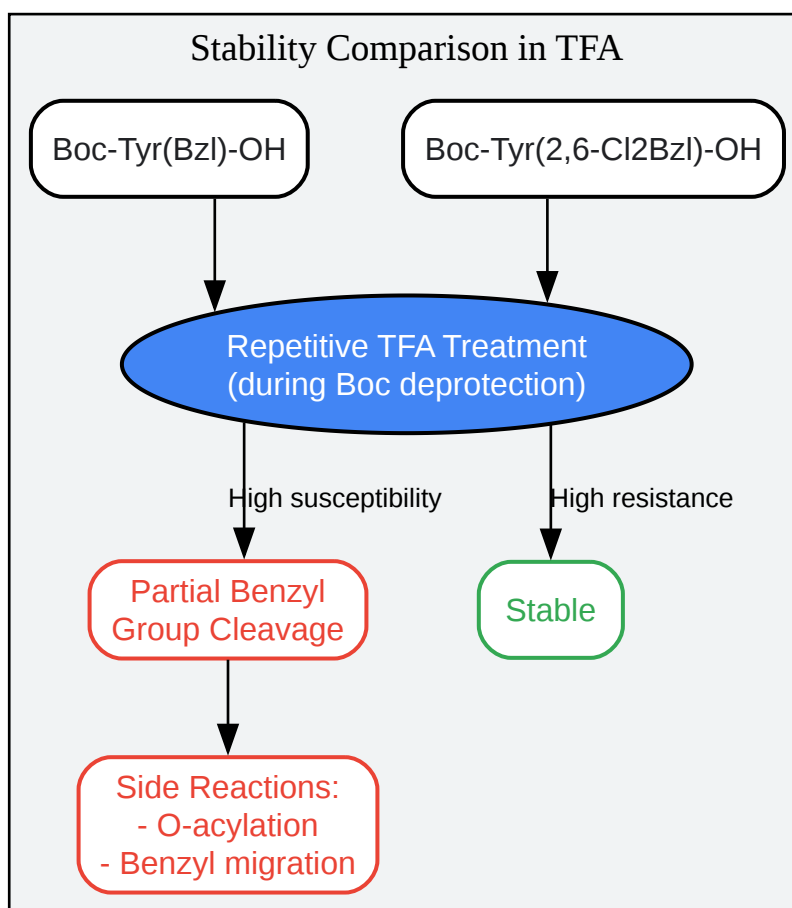 Stability Comparison in TFA
Boc-Tyr(Bzl)-OH
Boc-Tyr(2,6-Cl2Bzl)-OH
Repetitive TFA Treatment
(during Boc deprotection)
High susceptibility
High resistance
Partial Benzyl
Group Cleavage
Stable
Side Reactions:
- O-acylation
- Benzyl migration